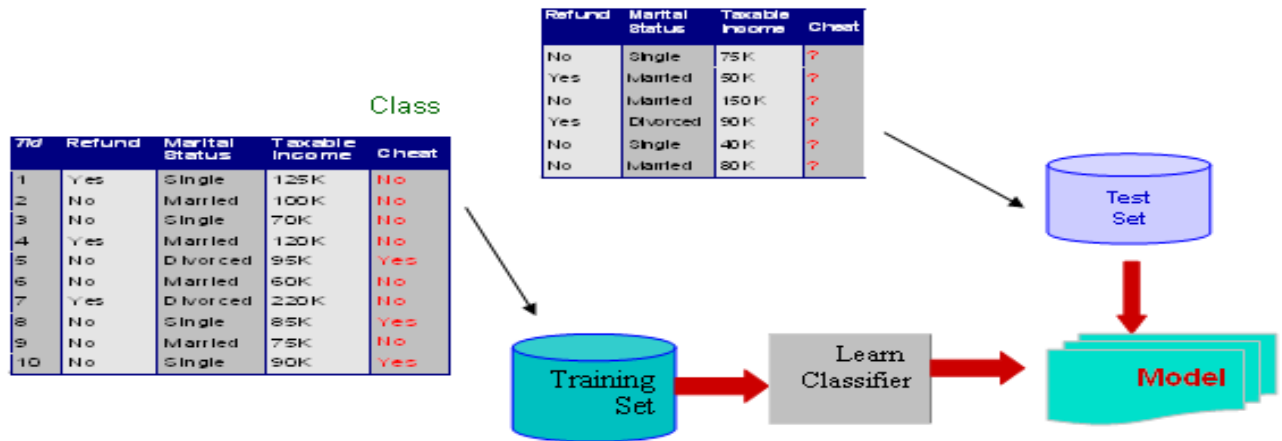 Refund Marital Status Taxable Income Cheat
No Single 75K ?
Yes Married 50K ?
No Married 150K ?
Yes Divorced 90K ?
No Single 40K ?
No Married 80K ?
Class
Tid Refund Marital Status Taxable Income Cheat
1 Yes Single 125K No
2 No Married 100K No
3 No Single 70K No
4 Yes Married 120K No
5 No Divorced 95K Yes
6 No Married 60K No
7 Yes Divorced 220K No
8 No Single 85K Yes
9 No Married 75K No
10 No Single 90K Yes
Test
Set
Training
Set
Learn
Classifier
Model